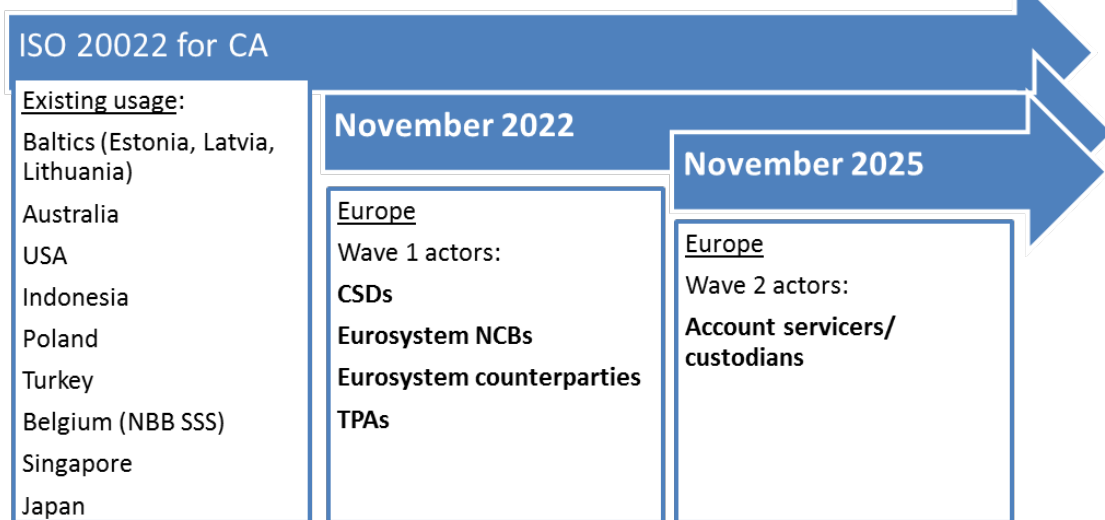 ISO 20022 for CA
Existing usage:
Baltics (Estonia, Latvia,
Lithuania)
Australia
USA
Indonesia
Poland
Turkey
Belgium (NBB SSS)
Singapore
Japan
November 2022
Europe
Wave 1 actors:
CSDs
Eurosystem NCBs
Eurosystem counterparties
TPAs
November 2025
Europe
Wave 2 actors:
Account servicers/
custodians